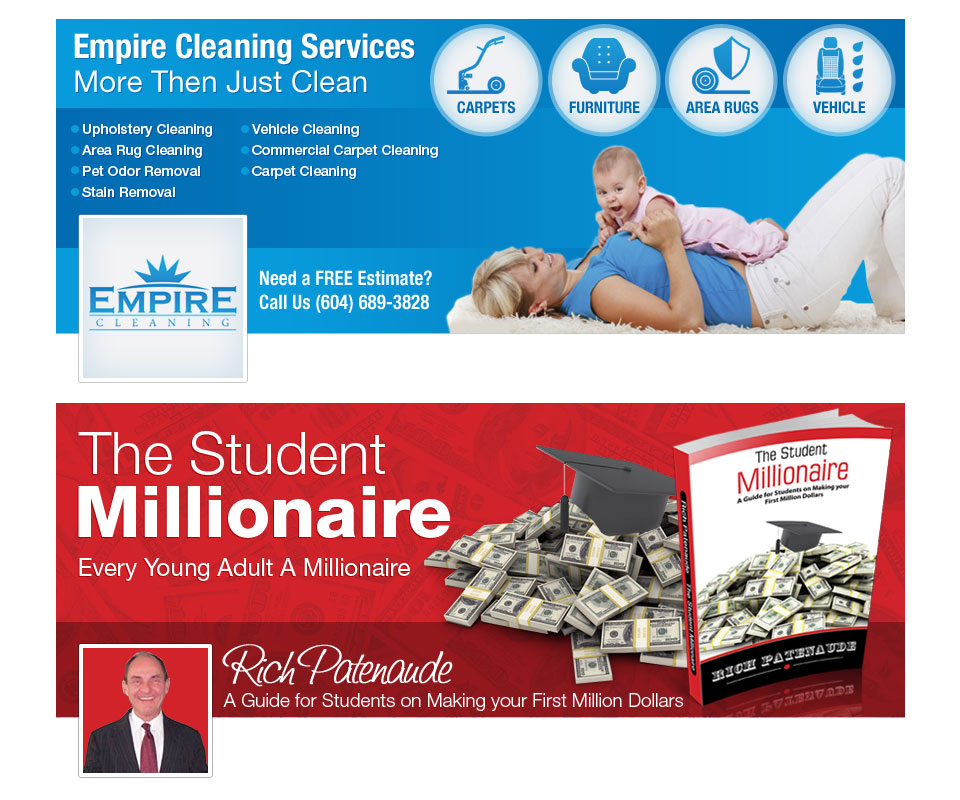 Empire Cleaning Services
More Then Just Clean
CARPETS
FURNITURE
AREA RUGS
VEHICLE
Upholstery Cleaning
Area Rug Cleaning
Pet Odor Removal
Stain Removal
Vehicle Cleaning
Commercial Carpet Cleaning
Carpet Cleaning
EMPIRE
CLEANING
Need a FREE Estimate?
Call Us (604) 689-3828
The Student
Millionaire
Every Young Adult A Millionaire
Rich Patenaude
A Guide for Students on Making your First Million Dollars
The Student
Millionaire
A Guide for Students on Making your
First Million Dollars
RICH PATENAUDE
Rich Patenaude The Student Millionaire